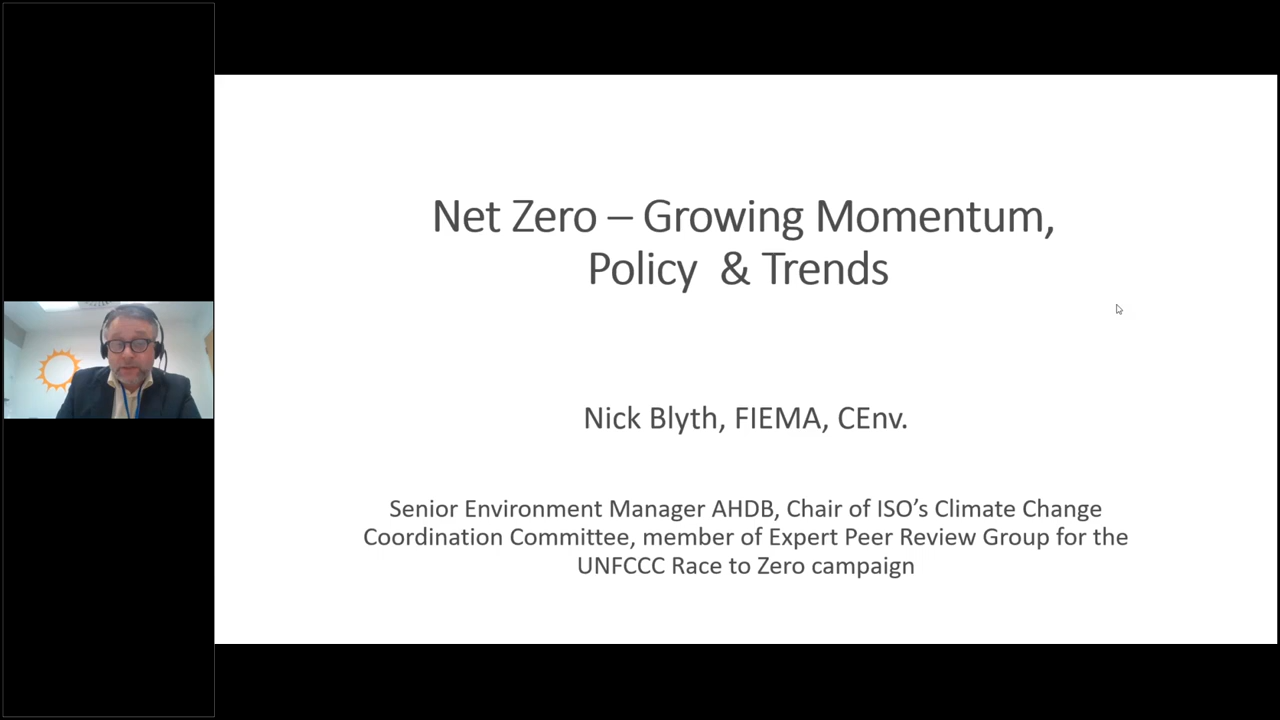 Net Zero – Growing Momentum,
Policy & Trends
Nick Blyth, FIEMA, CEnv.
Senior Environment Manager AHDB, Chair of ISO’s Climate Change
Coordination Committee, member of Expert Peer Review Group for the
UNFCCC Race to Zero campaign